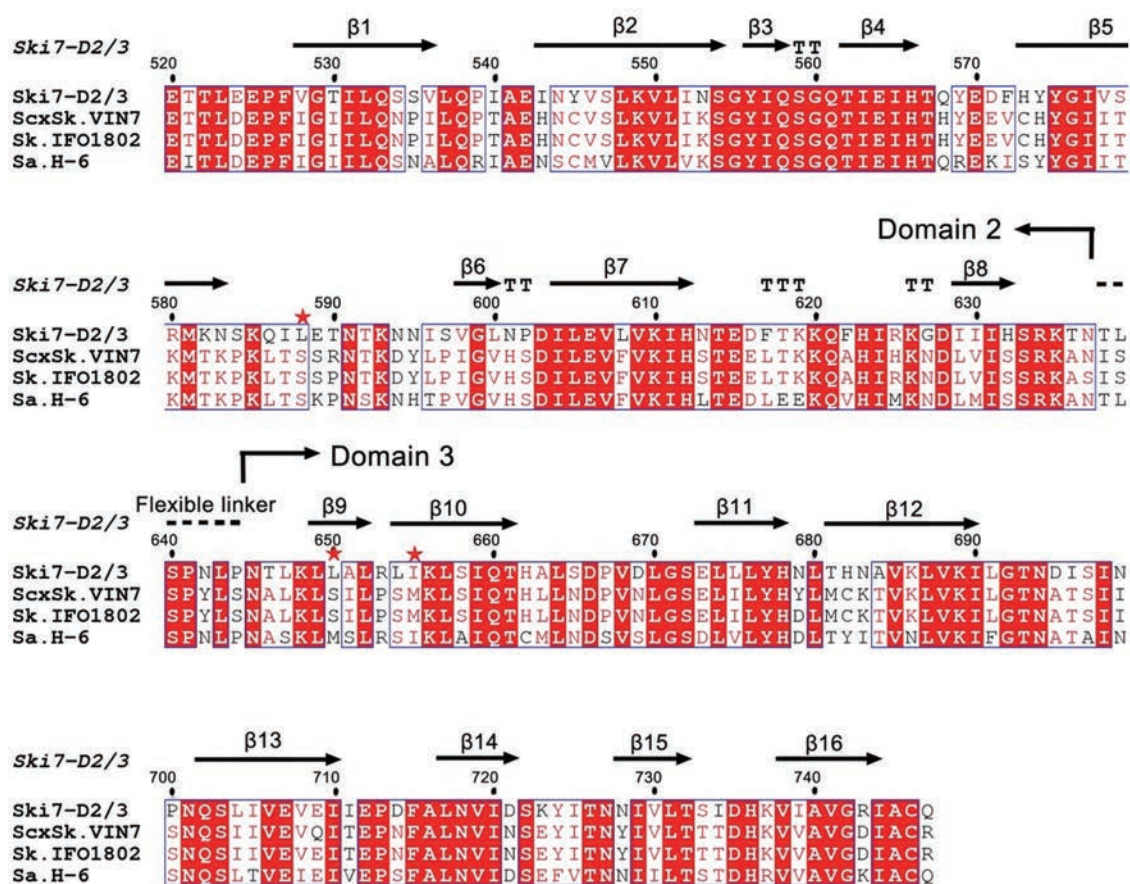 β1 β2 β3 β4 β5
Ski7-D2/3 TT
520 530 540 550 560 570
Ski7-D2/3 ETTLEEPFVGTILQSSVLQPIAEINYVSLKVLINSGYIQSGQTIEIHTQYEDFHYYGIVS
ScxSk.VIN7 ETTLDEPFIGIILQNPILQPTAEHNCVSLKVLIKSGYIQSGQTIEIHTHYEEVCHYGIIT
Sk.IFO1802 ETTLDEPFIGIILQNPILQPTAEHNCVSLKVLIKSGYIQSGQTIEIHTHYEEVCHYGIIT
Sa.H-6 EITLDEPFIGIILQSNALQRIAENSCMVLKVLVKSGYIQSGQTIEIHTQREKISYYGIIT
Domain 2
β6 β7 β8
Ski7-D2/3 TT TTT TT
580 590 600 610 620 630
Ski7-D2/3 RMKNSKQILETNTKNNISVGLNPDILEVLVKIHNTEDFTKKQFHIRKGDIIIHSRKTNTL
ScxSk.VIN7 KMTKPKLTSSRNTKDYLPIGVHSDILEVFVKIHSTEELTKKQAHIRKNDLVISSRKANIS
Sk.IFO1802 KMTKPKLTSSPNTKDYLPIGVHSDILEVFVKIHSTEELTKKQAHIRKNDLVISSRKASIS
Sa.H-6 KMTKPKLTSKPNSKNHTPVGVHSDILEVFVKIHLTEDLEEKQVHIMKNDLMISSRKANTL
Domain 3
Flexible linker β9 β10 β11 β12
Ski7-D2/3
640 650 660 670 680 690
Ski7-D2/3 SPNLPNTLKLLALRLIKLSIQTHALSDPVDLGSELLLYHNLTHNAVKLVKILGTNDISIN
ScxSk.VIN7 SPYLSNALKLSILPSMKLSIQTHLLNDPVNLGSELILYHYLMCKTVKLVKILGTNATSII
Sk.IFO1802 SPYLSNALKLSILPSMKLSIQTHLLNDPVNLGSELILYHDLMCKTVKLVKILGTNATSII
Sa.H-6 SPNLPNASKLMSLRSIKLAIQTCMLNDSVSLGSDLVLYHDLTYITVNLVKIFGTNATAIN
β13 β14 β15 β16
Ski7-D2/3
700 710 720 730 740
Ski7-D2/3 PNQSLIVEVEIIEPDFALNVIDSKYITNNIVLTSIDHKVIAVGRIACQ
ScxSk.VIN7 SNQSIIVEVQITEPNFALNVINSEYITNYIVLTTTDHKVVAVGDIACR
Sk.IFO1802 SNQSIIVEVEITEPNFALNVINSEYITNYIVLTTTDHKVVAVGDIACR
Sa.H-6 SNQSLTVEIEIVEPSFALNVINSEFVTNIILTTTDHRVVAVGKIACQ